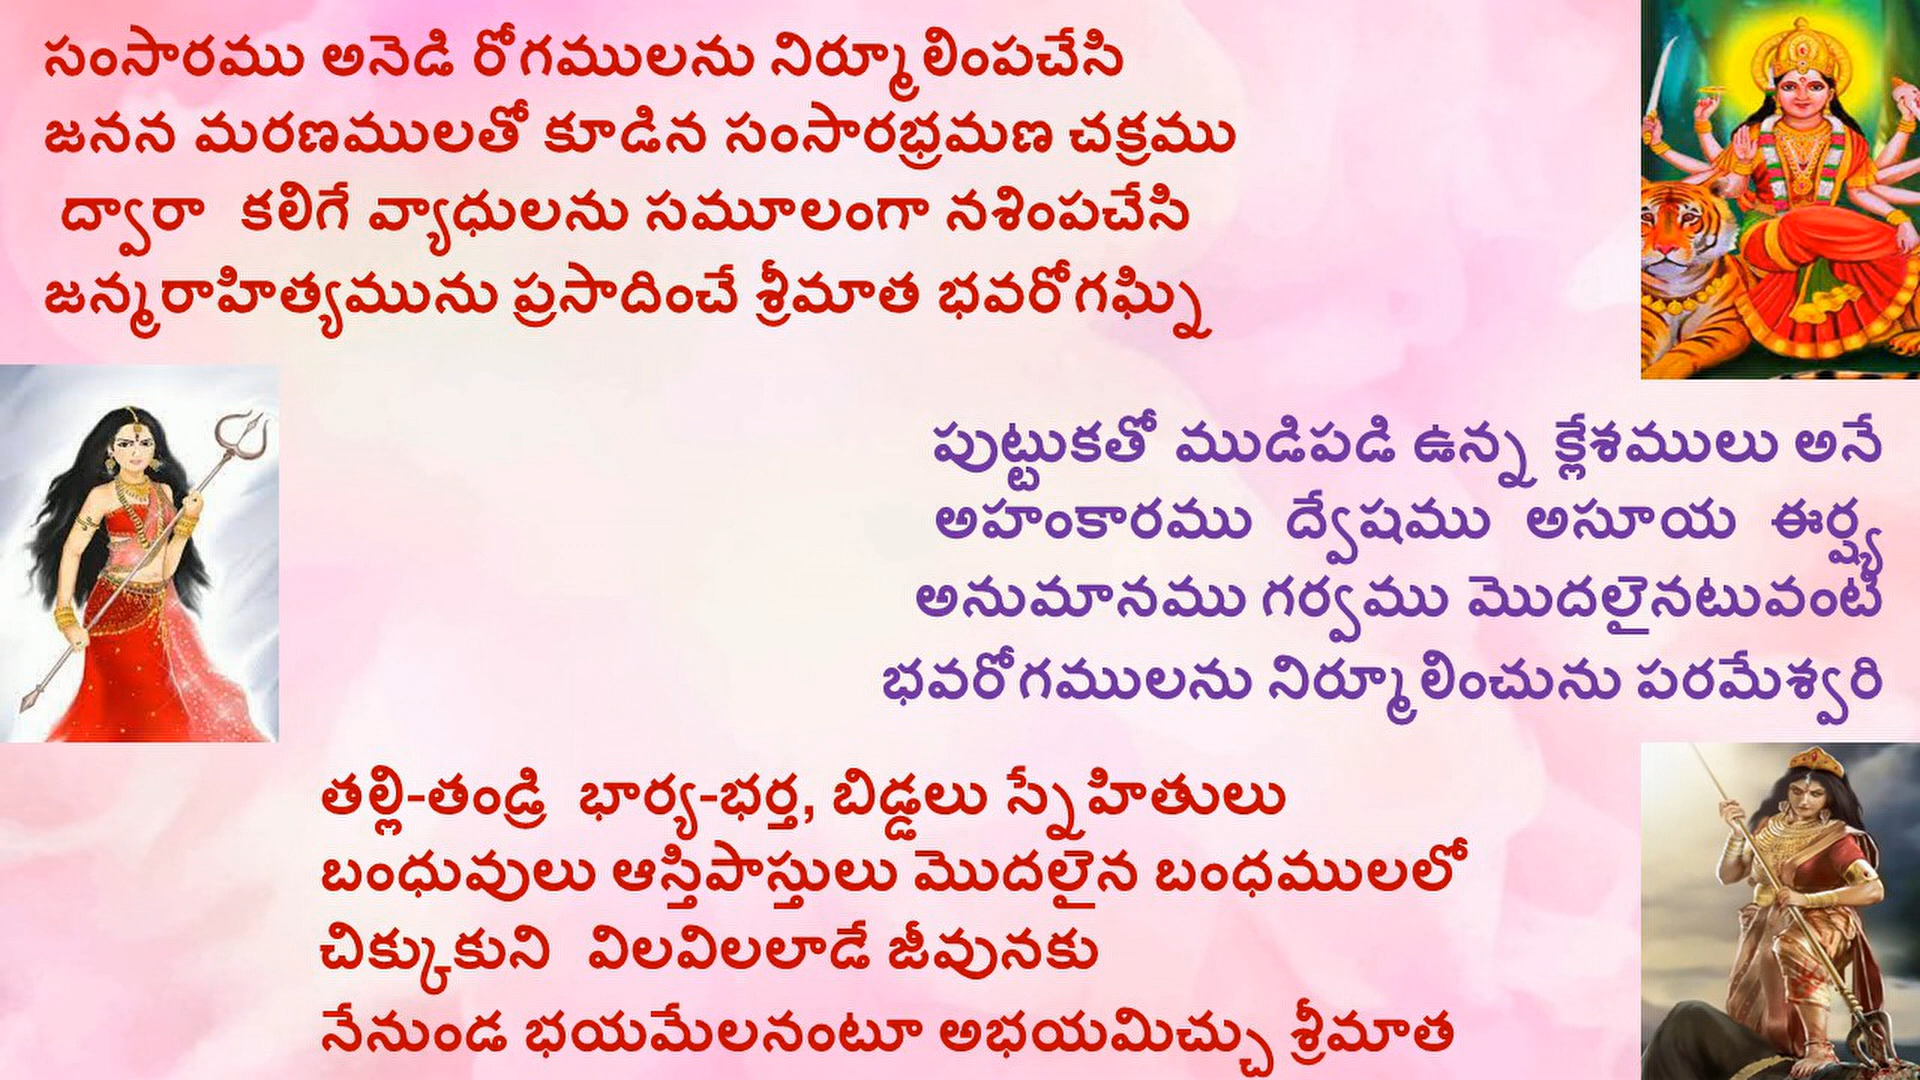 సంసారము అనెడి రోగములను నిర్మూలింపచేసి
జనన మరణములతో కూడిన సంసారభ్రమణ చక్రము
ద్వారా కలిగే వ్యాధులను సమూలంగా నశింపచేసి
జన్మరాహిత్యమును ప్రసాదించే శ్రీమాత భవరోగఘ్ని
పుట్టుకతో ముడిపడి ఉన్న క్లేశములు అనే
అహంకారము ద్వేషము అసూయ ఈర్ష్య
అనుమానము గర్వము మొదలైనటువంటి
భవరోగములను నిర్మూలించును పరమేశ్వరి
తల్లి-తండ్రి భార్య-భర్త, బిడ్డలు స్నేహితులు
బంధువులు ఆస్తిపాస్తులు మొదలైన బంధములలో
చిక్కుకుని విలవిలలాడే జీవునకు
నేనుండ భయమేలనంటూ అభయమిచ్చు శ్రీమాత